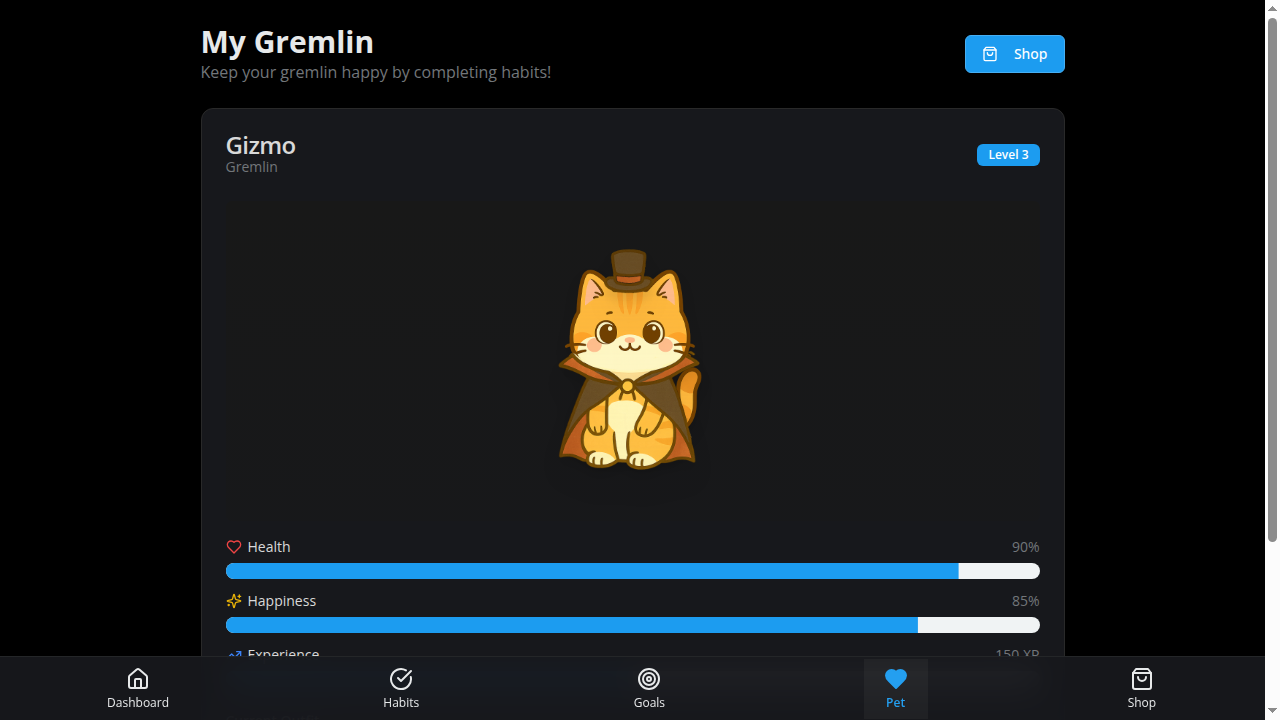 My Gremlin
Keep your gremlin happy by completing habits!
Shop
Gizmo
Gremlin
Level 3
Health
90%
Happiness
85%
Experience
150 XP
Dashboard
Habits
Goals
Pet
Shop